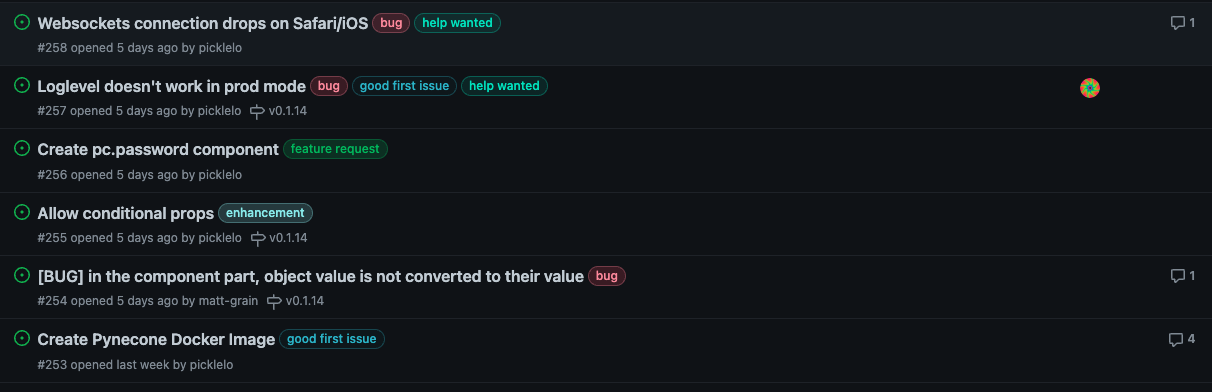 Websockets connection drops on Safari/iOS bug help wanted 1
#258 opened 5 days ago by picklelo
Loglevel doesn't work in prod mode bug good first issue help wanted
#257 opened 5 days ago by picklelo v0.1.14
Create pc.password component feature request
#256 opened 5 days ago by picklelo
Allow conditional props enhancement
#255 opened 5 days ago by picklelo v0.1.14
[BUG] in the component part, object value is not converted to their value bug 1
#254 opened 5 days ago by matt-grain v0.1.14
Create Pynecone Docker Image good first issue 4
#253 opened last week by picklelo